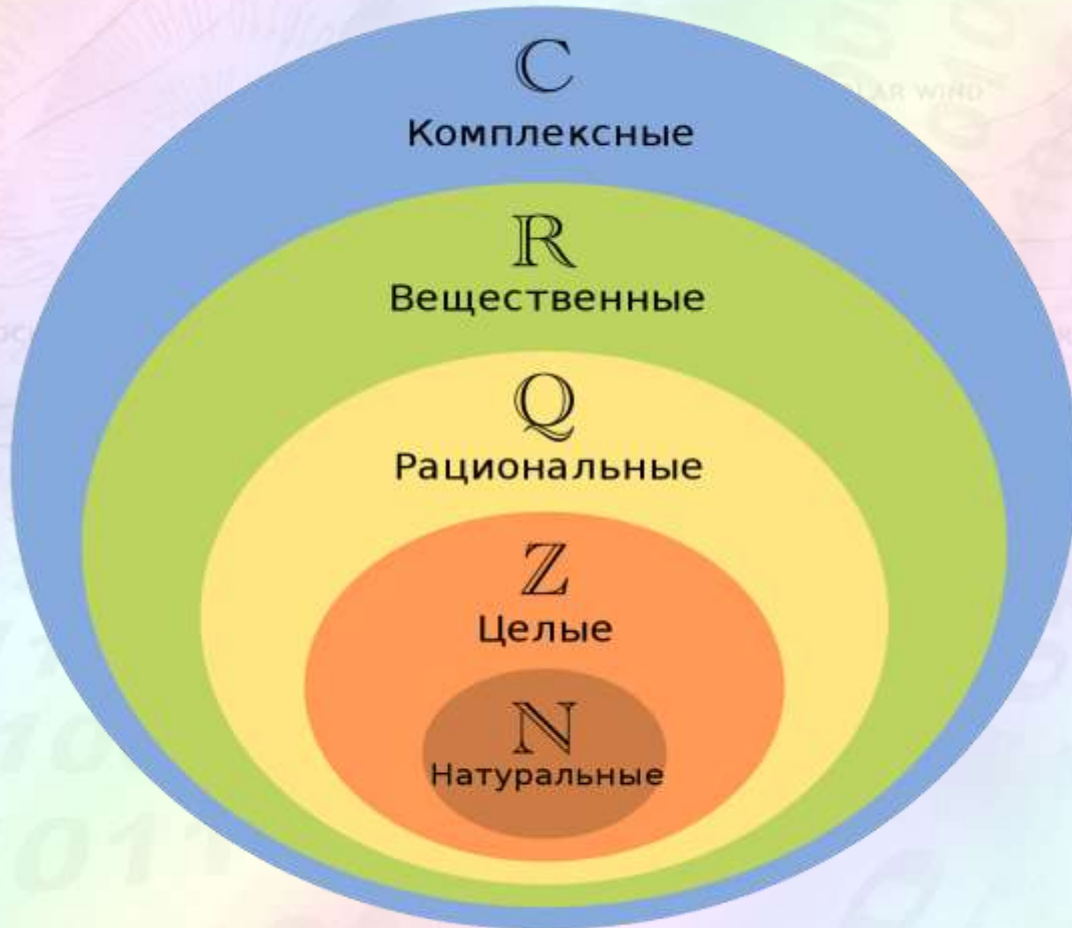 ℂ
Комплексные
ℝ
Вещественные
ℚ
Рациональные
ℤ
Целые
ℕ
Натуральные